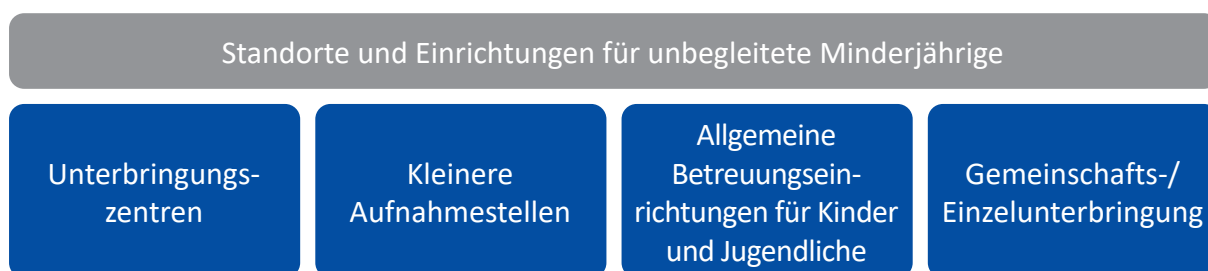 Standorte und Einrichtungen für unbegleitete Minderjährige
Unterbringungs-
zentren
Kleinere
Aufnahmestellen
Allgemeine
Betreuungsein-
richtungen für Kinder
und Jugendliche
Gemeinschafts-/
Einzelunterbringung